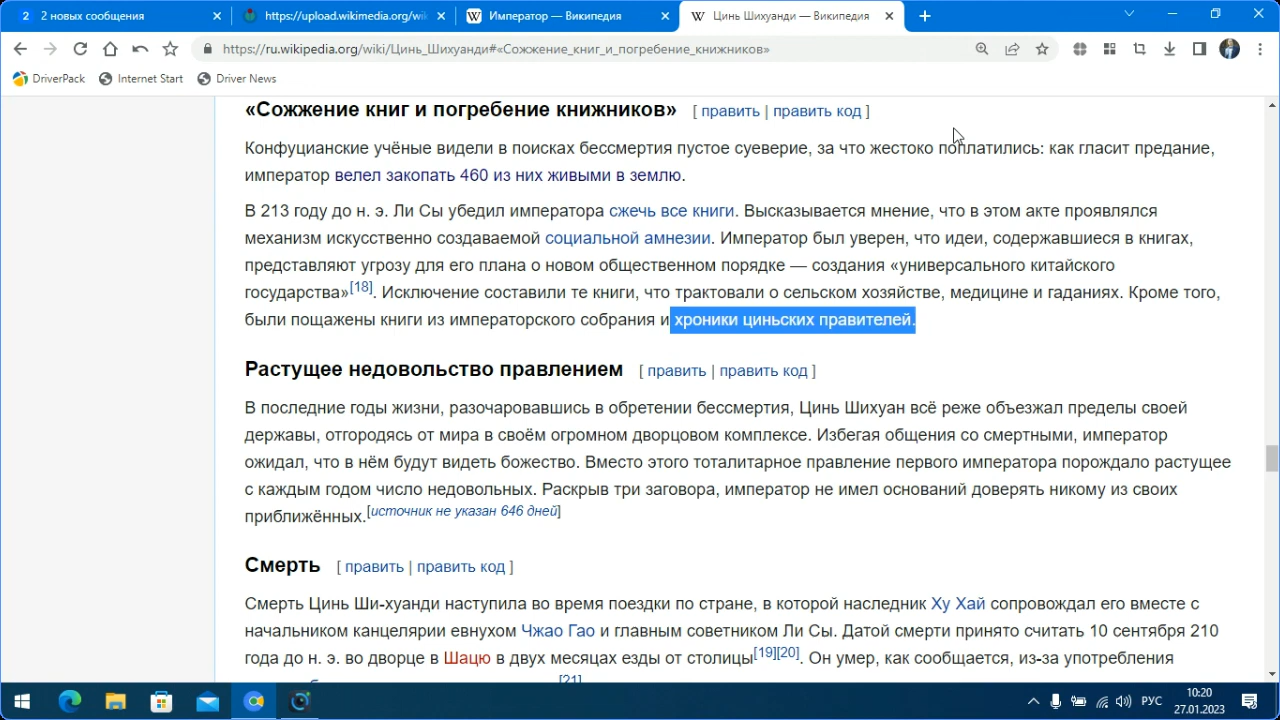 2 2 новых сообщения
https://upload.wikimedia.org/wi
Император — Википедия
Цинь Шихуанди — Википедия
https://ru.wikipedia.org/wiki/Цинь_Шихуанди#«Сожжение_книг_и_погребение_книжников»
DriverPack Internet Start Driver News
«Сожжение книг и погребение книжников» [ править | править код ]
Конфуцианские учёные видели в поисках бессмертия пустое суеверие, за что жестоко поплатились: как гласит предание,
император велел закопать 460 из них живыми в землю.
В 213 году до н. э. Ли Сы убедил императора сжечь все книги. Высказывается мнение, что в этом акте проявлялся
механизм искусственно создаваемой социальной амнезии. Император был уверен, что идеи, содержавшиеся в книгах,
представляют угрозу для его плана о новом общественном порядке — создания «универсального китайского
государства»[18]. Исключение составили те книги, что трактовали о сельском хозяйстве, медицине и гаданиях. Кроме того,
были пощажены книги из императорского собрания и хроники циньских правителей.
Растущее недовольство правлением [ править | править код ]
В последние годы жизни, разочаровавшись в обретении бессмертия, Цинь Шихуан всё реже объезжал пределы своей
державы, отгородясь от мира в своём огромном дворцовом комплексе. Избегая общения со смертными, император
ожидал, что в нём будут видеть божество. Вместо этого тоталитарное правление первого императора порождало растущее
с каждым годом число недовольных. Раскрыв три заговора, император не имел оснований доверять никому из своих
приближённых.[источник не указан 646 дней]
Смерть [ править | править код ]
Смерть Цинь Ши-хуанди наступила во время поездки по стране, в которой наследник Ху Хай сопровождал его вместе с
начальником канцелярии евнухом Чжао Гао и главным советником Ли Сы. Датой смерти принято считать 10 сентября 210
года до н. э. во дворце в Шацю в двух месяцах езды от столицы[19][20]. Он умер, как сообщается, из-за употребления
[21]
РУС
10:20
27.01.2023